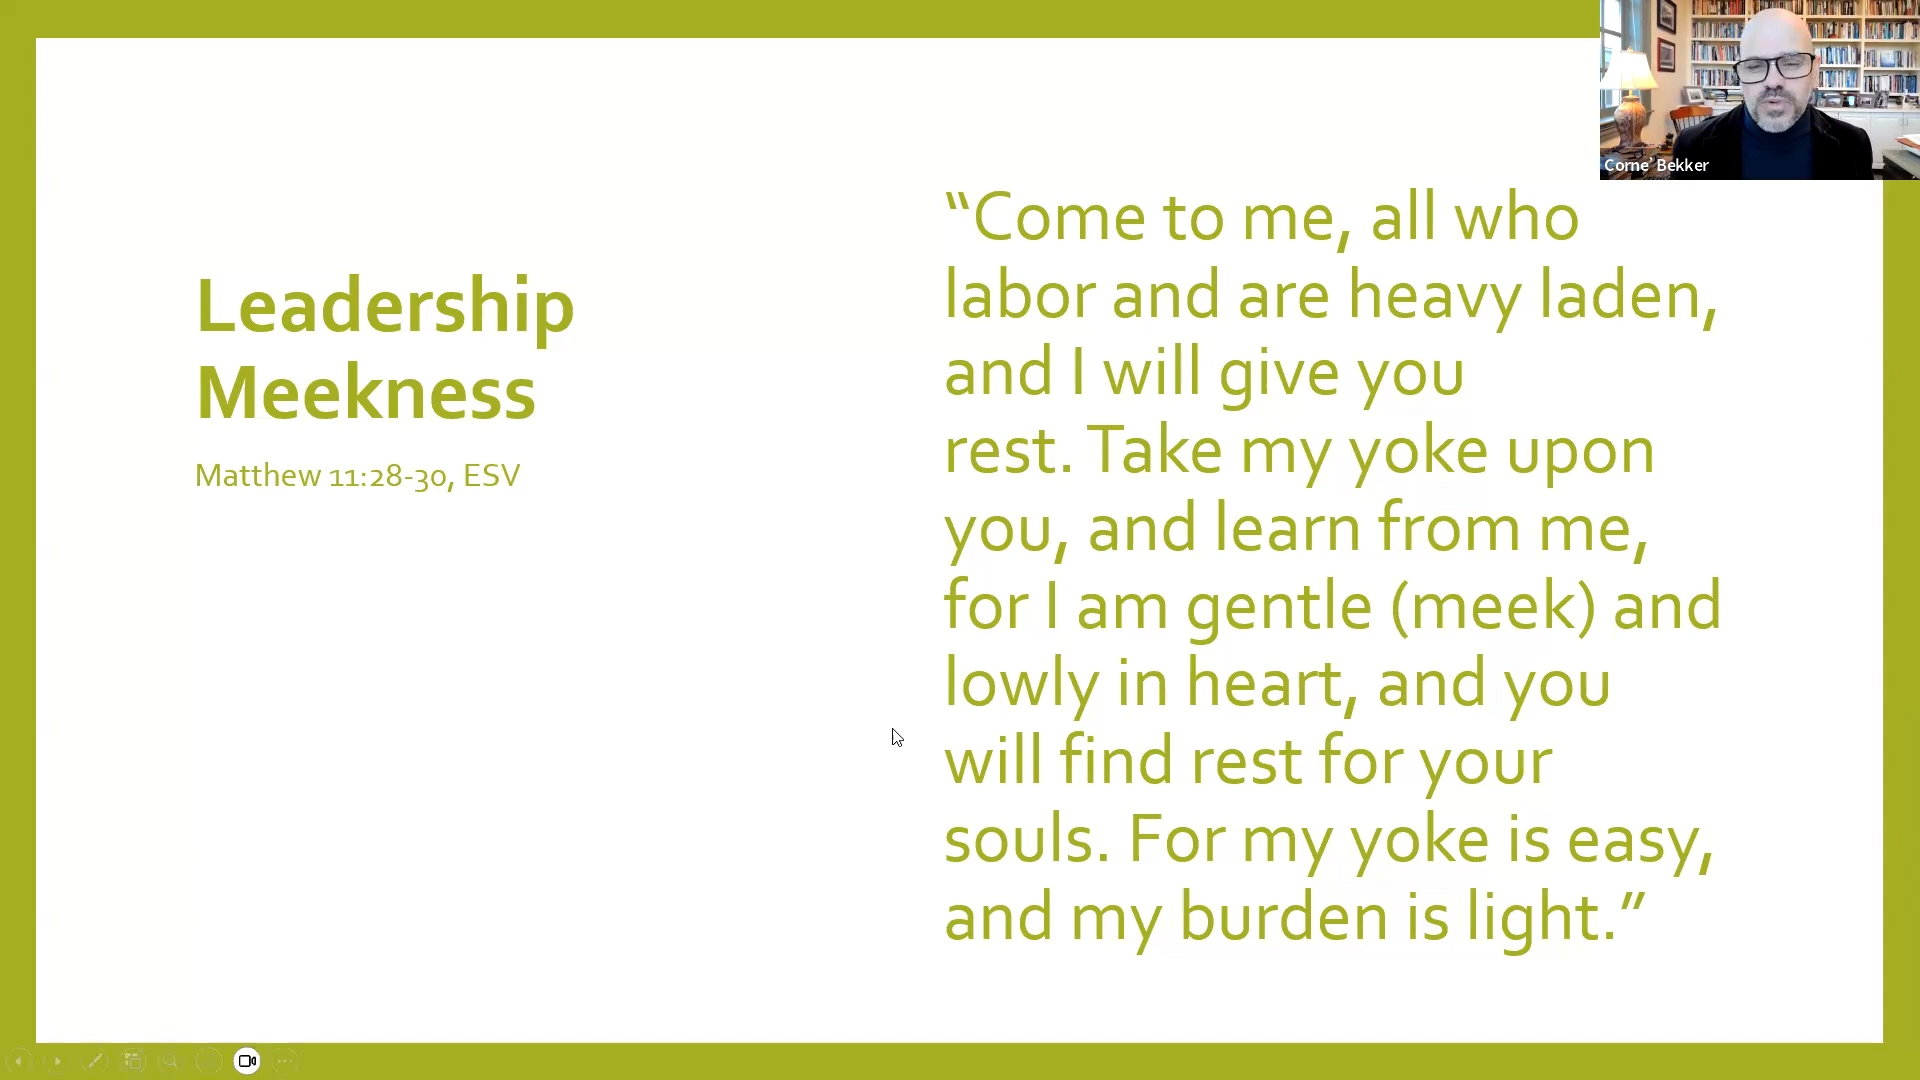 Corne' Bekker
Leadership
Meekness
Matthew 11:28-30, ESV
“Come to me, all who
labor and are heavy laden,
and I will give you
rest. Take my yoke upon
you, and learn from me,
for I am gentle (meek) and
lowly in heart, and you
will find rest for your
souls. For my yoke is easy,
and my burden is light.”